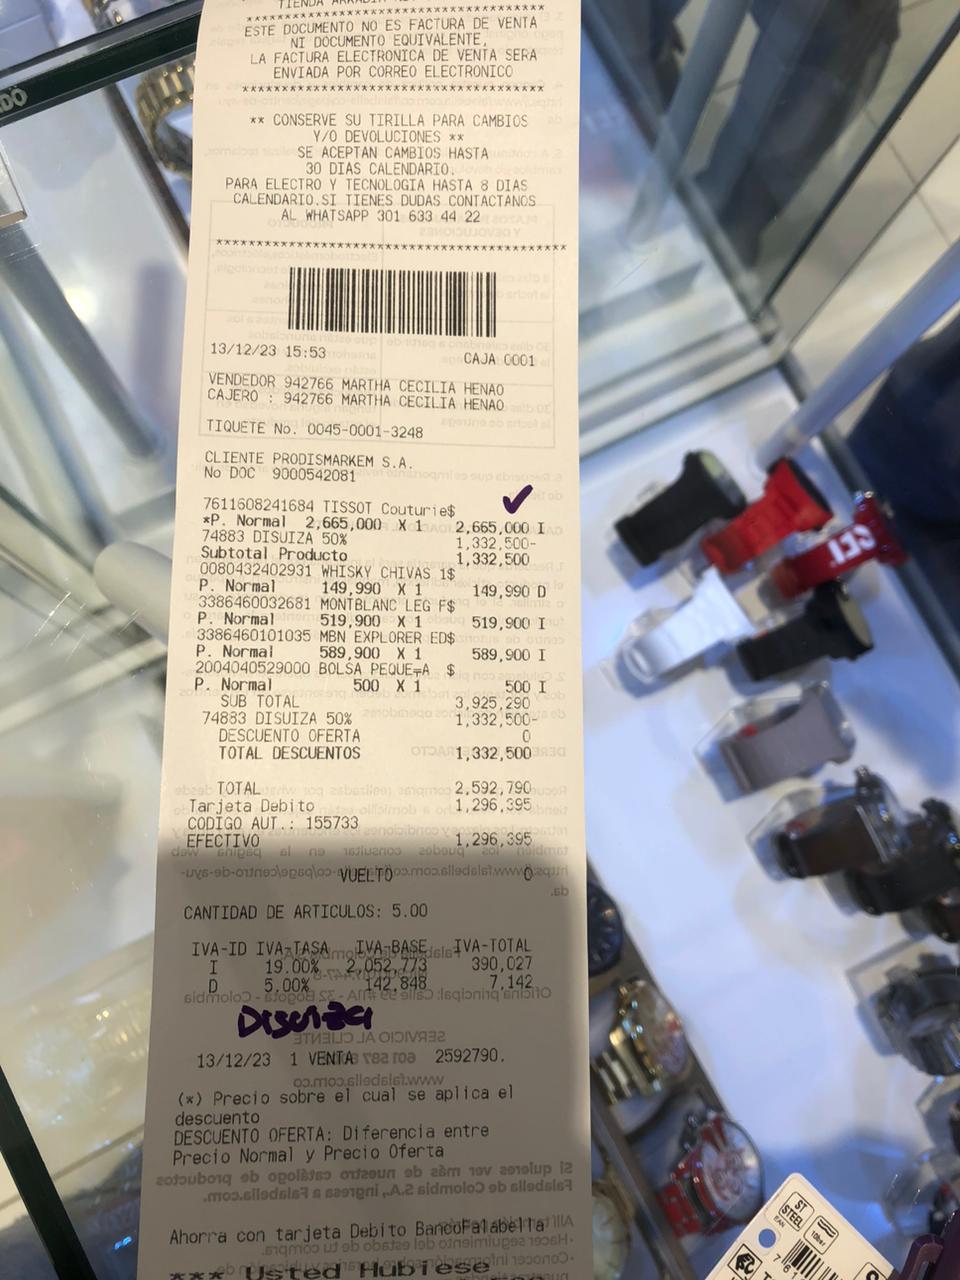 ****************************************
ESTE DOCUMENTO NO ES FACTURA DE VENTA
NI DOCUMENTO EQUIVALENTE,
LA FACTURA ELECTRONICA DE VENTA SERA
ENVIADA POR CORREO ELECTRONICO
****************************************
** CONSERVE SU TIRILLA PARA CAMBIOS
Y/O DEVOLUCIONES **
SE ACEPTAN CAMBIOS HASTA
30 DIAS CALENDARIO.
PARA ELECTRO Y TECNOLOGIA HASTA 8 DIAS
CALENDARIO.SI TIENES DUDAS CONTACTANOS
AL WHATSAPP 301 633 44 22
****************************************
13/12/23 15:53 CAJA 0001
VENDEDOR 942766 MARTHA CECILIA HENAO
CAJERO : 942766 MARTHA CECILIA HENAO
TIQUETE No. 0045-0001-3248
CLIENTE PRODISMARKEM S.A.
No DOC 9000542081
7611608241684 TISSOT Couturie$
*P. Normal 2,665,000 X 1 2,665,000 I
74883 DISUIZA 50% 1,332,500-
Subtotal Producto 1,332,500
0080432402931 WHISKY CHIVAS 1$
P. Normal 149,990 X 1 149,990 D
3386460032681 MONTBLANC LEG F$
P. Normal 519,900 X 1 519,900 I
3386460101035 MBN EXPLORER ED$
P. Normal 589,900 X 1 589,900 I
2004040529000 BOLSA PEQUE╤A $
P. Normal 500 X 1 500 I
SUB TOTAL 3,925,290
74883 DISUIZA 50% 1,332,500-
DESCUENTO OFERTA 0
TOTAL DESCUENTOS 1,332,500
TOTAL 2,592,790
Tarjeta Debito 1,296,395
CODIGO AUT.: 155733
EFECTIVO 1,296,395
VUELTO 0
CANTIDAD DE ARTICULOS: 5.00
IVA-ID IVA-TASA IVA-BASE IVA-TOTAL
I 19.00% 2,052,773 390,027
D 5.00% 142,848 7,142
Disuiza
13/12/23 1 VENTA 2592790.
(*) Precio sobre el cual se aplica el
descuento
DESCUENTO OFERTA: Diferencia entre
Precio Normal y Precio Oferta
Ahorra con tarjeta Debito BancoFalabella
*** Usted Hubiese
ST
STEEL
10bar
EAN